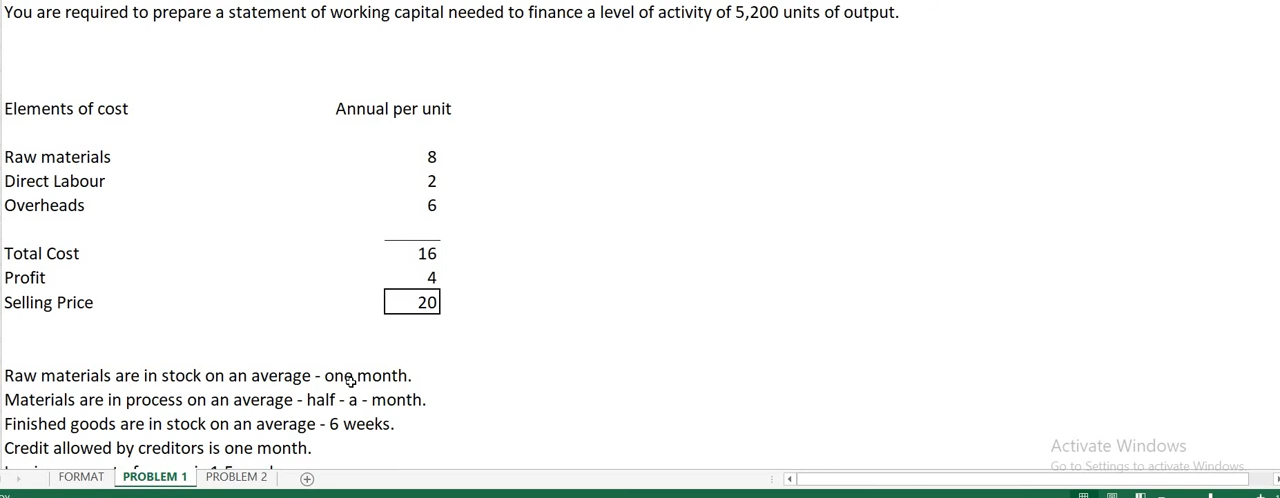 You are required to prepare a statement of working capital needed to finance a level of activity of 5,200 units of output.
Elements of cost Annual per unit
Raw materials 8
Direct Labour 2
Overheads 6
Total Cost 16
Profit 4
Selling Price 20
Raw materials are in stock on an average - one month.
Materials are in process on an average - half - a - month.
Finished goods are in stock on an average - 6 weeks.
Credit allowed by creditors is one month.
Activate Windows
Go to Settings to activate Windows.
FORMAT PROBLEM 1 PROBLEM 2